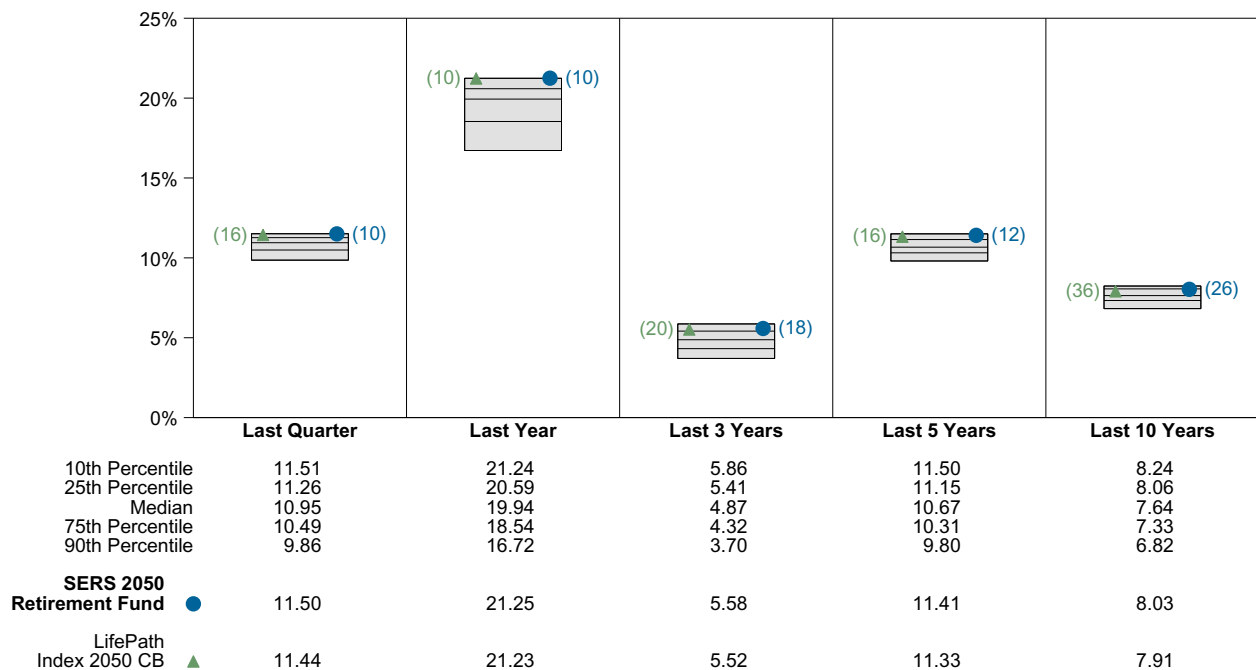 25%
20%
15%
10%
5%
0%
(16) (10)
(10) (10)
(20) (18)
(16) (12)
(36) (26)
Last Quarter Last Year Last 3 Years Last 5 Years Last 10 Years
10th Percentile 11.51 21.24 5.86 11.50 8.24
25th Percentile 11.26 20.59 5.41 11.15 8.06
Median 10.95 19.94 4.87 10.67 7.64
75th Percentile 10.49 18.54 4.32 10.31 7.33
90th Percentile 9.86 16.72 3.70 9.80 6.82
SERS 2050
Retirement Fund 11.50 21.25 5.58 11.41 8.03
LifePath
Index 2050 CB 11.44 21.23 5.52 11.33 7.91